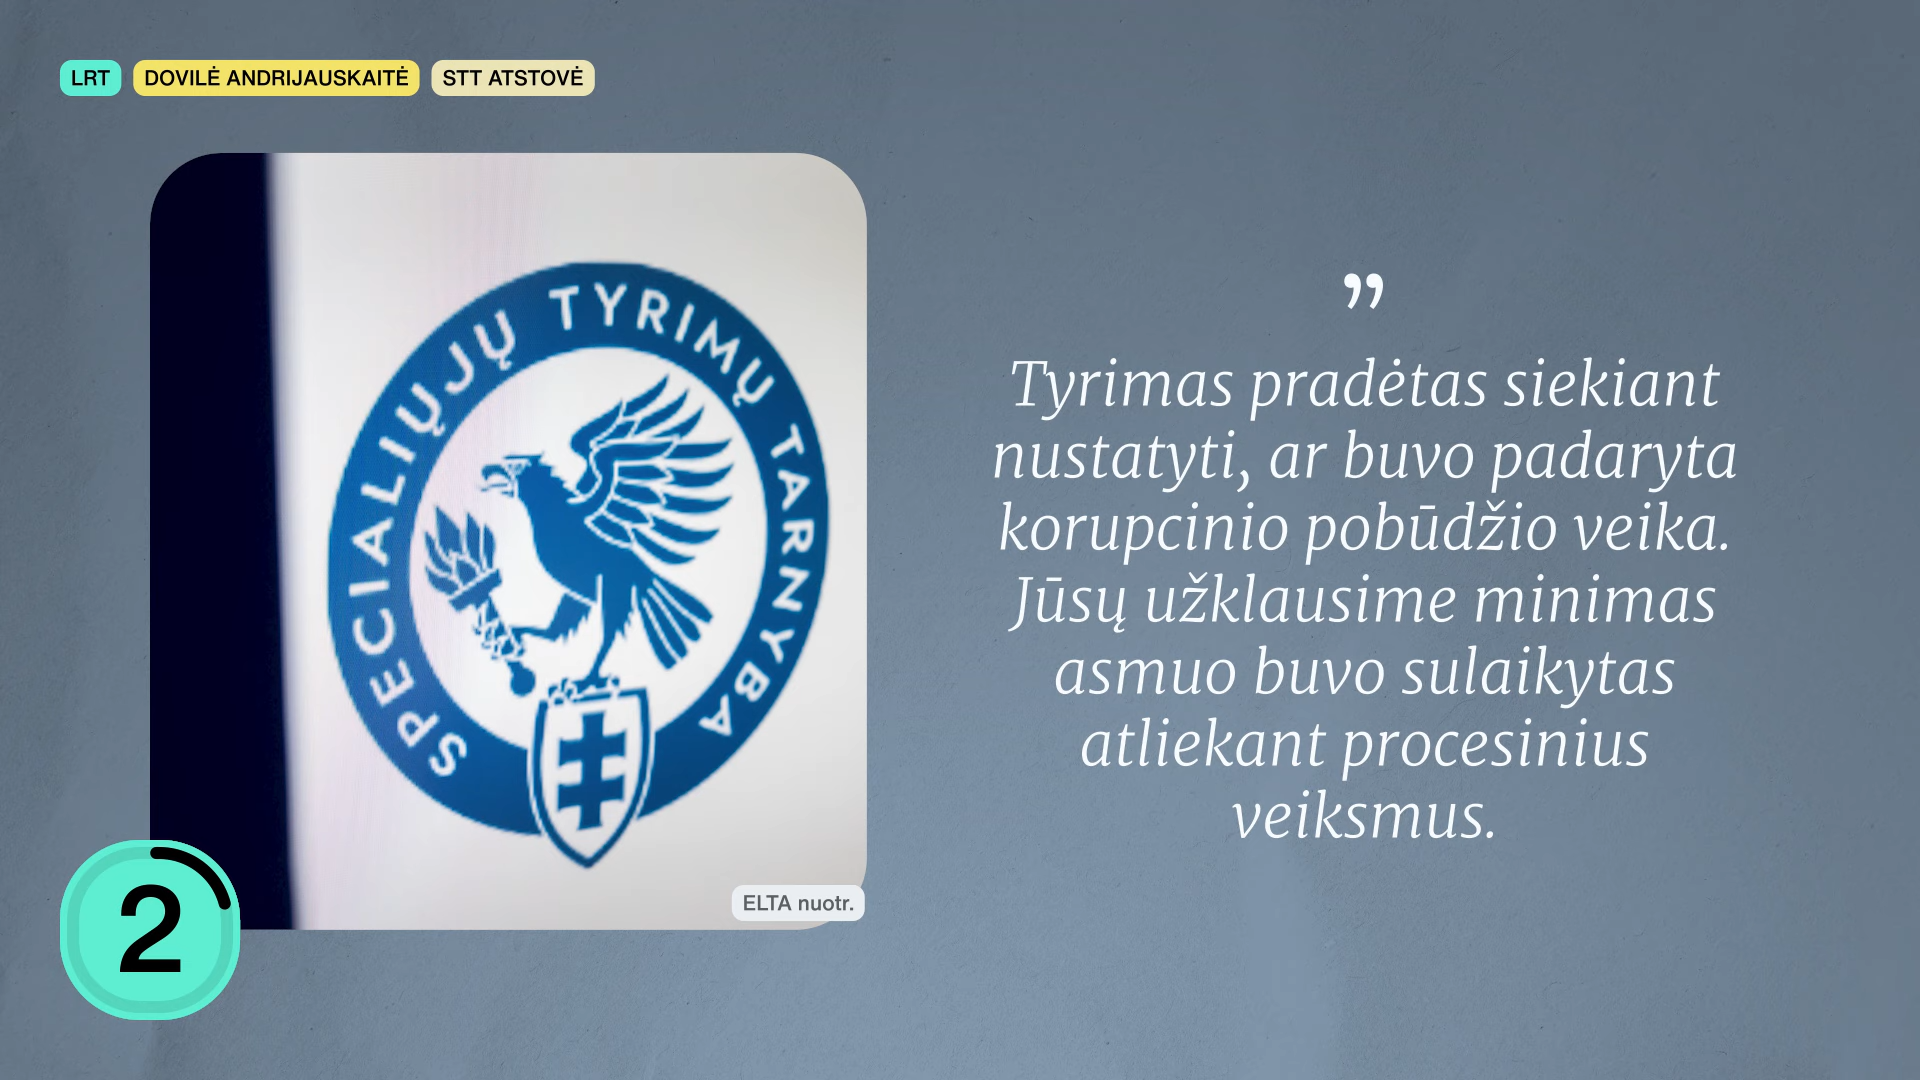 LRT DOVILĖ ANDRIJAUSKAITĖ STT ATSTOVĖ
SPECIALIŲJŲ TYRIMŲ TARNYBA
”
Tyrimas pradėtas siekiant
nustatyti, ar buvo padaryta
korupcinio pobūdžio veika.
Jūsų užklausime minimas
asmuo buvo sulaikytas
atliekant procesinius
veiksmus.
ELTA nuotr.
2